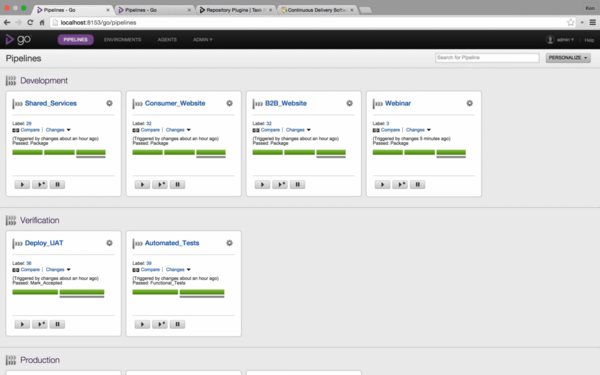 Pipelines - Go
Pipelines - Go
Repository Plugins | Two
Continuous Delivery Softw
Ken
localhost:8153/go/pipelines
go
PIPELINES
ENVIRONMENTS
AGENTS
ADMIN
admin
Help
Pipelines
Search for Pipeline
PERSONALIZE
Development
Shared_Services
Label: 29
Compare | Changes
(Triggered by changes about an hour ago)
Passed: Package
Consumer_Website
Label: 32
Compare | Changes
(Triggered by changes about an hour ago)
Passed: Package
B2B_Website
Label: 32
Compare | Changes
(Triggered by changes about an hour ago)
Passed: Package
Webinar
Label: 3
Compare | Changes
(Triggered by changes 5 minutes ago)
Passed: Package
Verification
Deploy_UAT
Label: 36
Compare | Changes
(Triggered by changes about an hour ago)
Passed: Mark_Accepted
Automated_Tests
Label: 39
Compare | Changes
(Triggered by changes about an hour ago)
Passed: Functional_Tests
Production